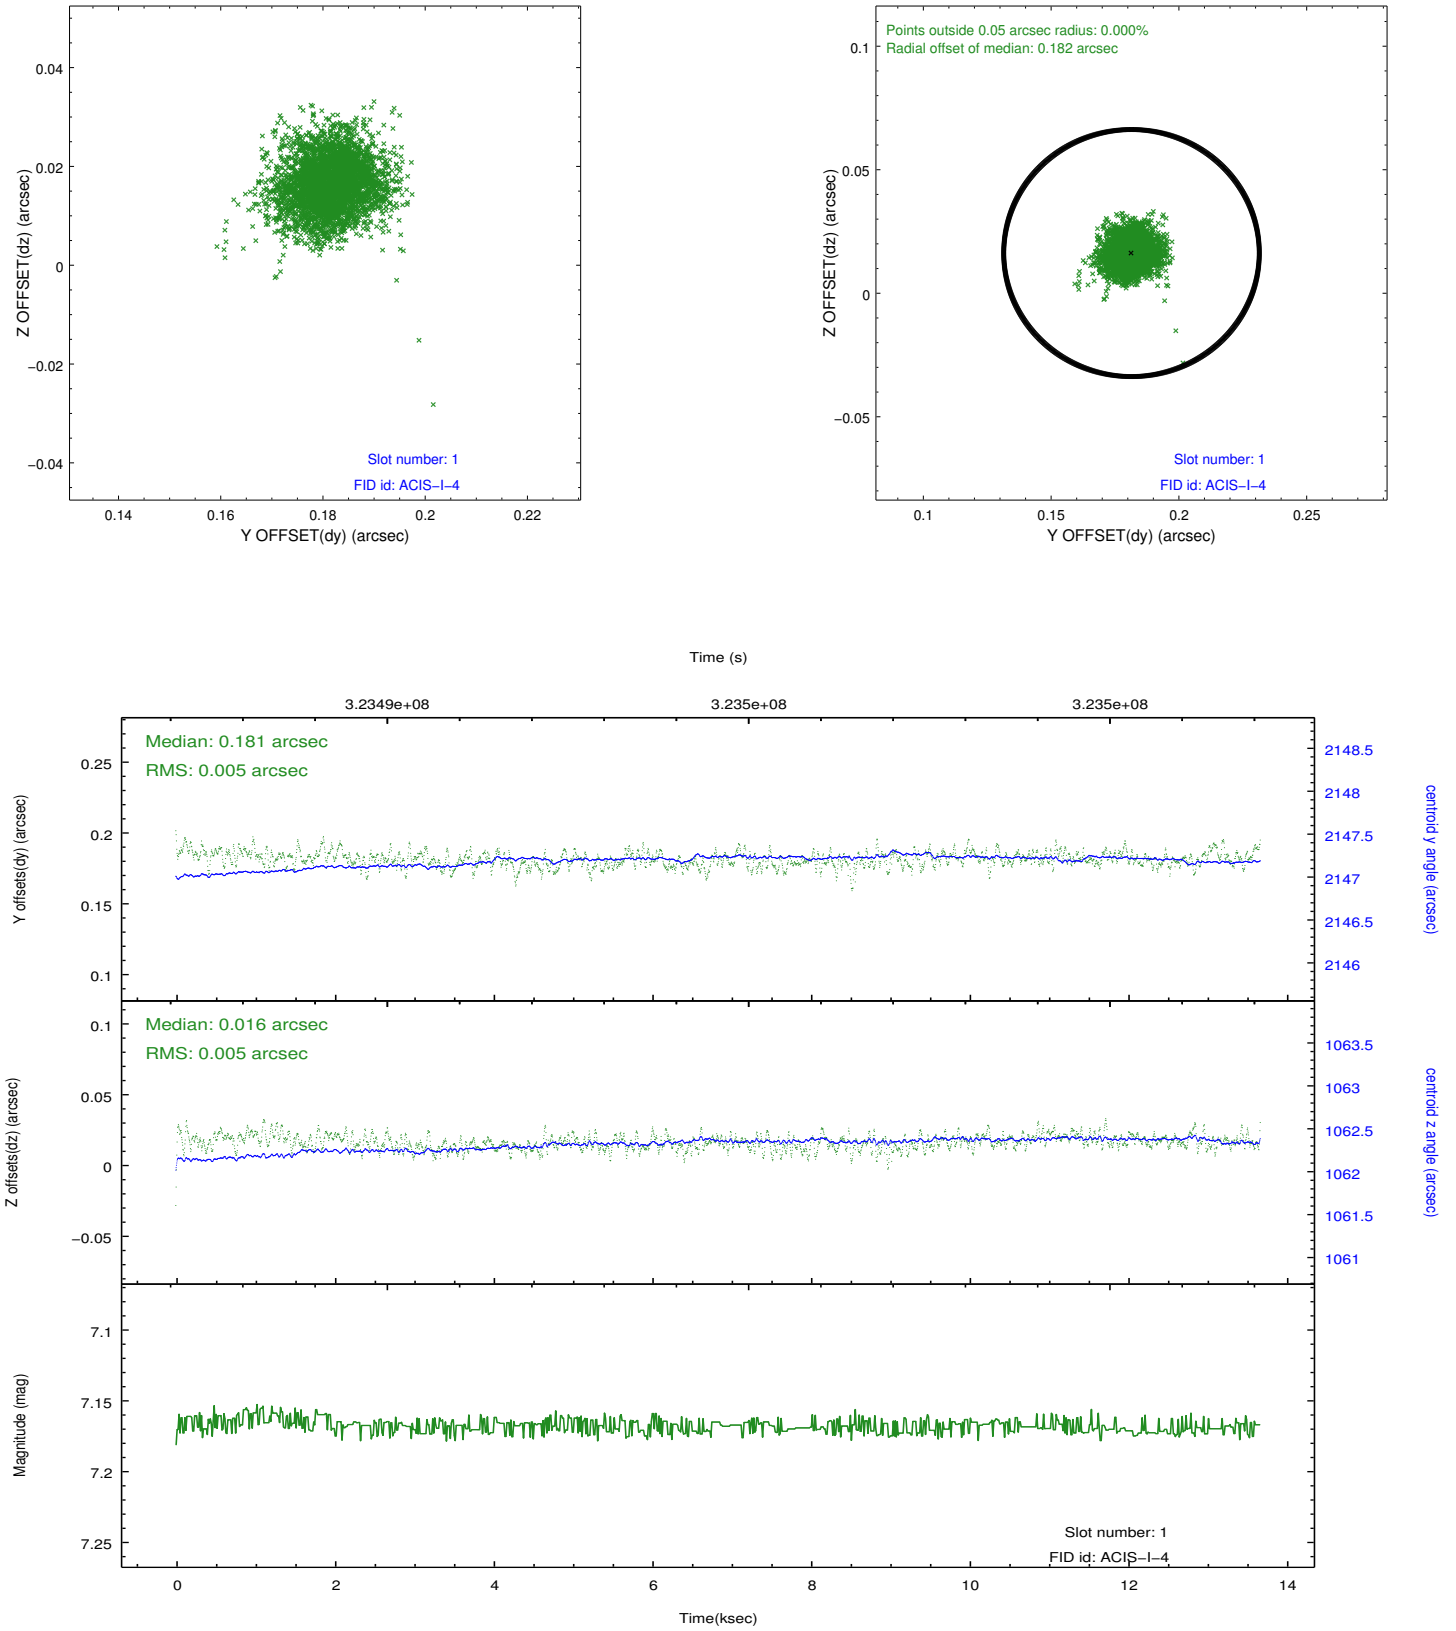 0.04
0.02
0
−0.02
−0.04
Z OFFSET(dz) (arcsec)
Slot number: 1
FID id: ACIS−I−4
0.14 0.16 0.18 0.2 0.22
Y OFFSET(dy) (arcsec)
Points outside 0.05 arcsec radius: 0.000%
Radial offset of median: 0.182 arcsec
0.1
0.05
0
−0.05
Z OFFSET(dz) (arcsec)
Slot number: 1
FID id: ACIS−I−4
0.1 0.15 0.2 0.25
Y OFFSET(dy) (arcsec)
Time (s)
3.2349e+08 3.235e+08 3.235e+08
Median: 0.181 arcsec
RMS: 0.005 arcsec
0.25
0.2
0.15
0.1
Y offsets(dy) (arcsec)
2148.5
2148
2147.5
2147
2146.5
2146
centroid y angle (arcsec)
Median: 0.016 arcsec
RMS: 0.005 arcsec
0.1
0.05
0
−0.05
Z offsets(dz) (arcsec)
1063.5
1063
1062.5
1062
1061.5
1061
centroid z angle (arcsec)
7.1
7.15
7.2
7.25
Magnitude (mag)
Slot number: 1
FID id: ACIS−I−4
0 2 4 6 8 10 12 14
Time(ksec)